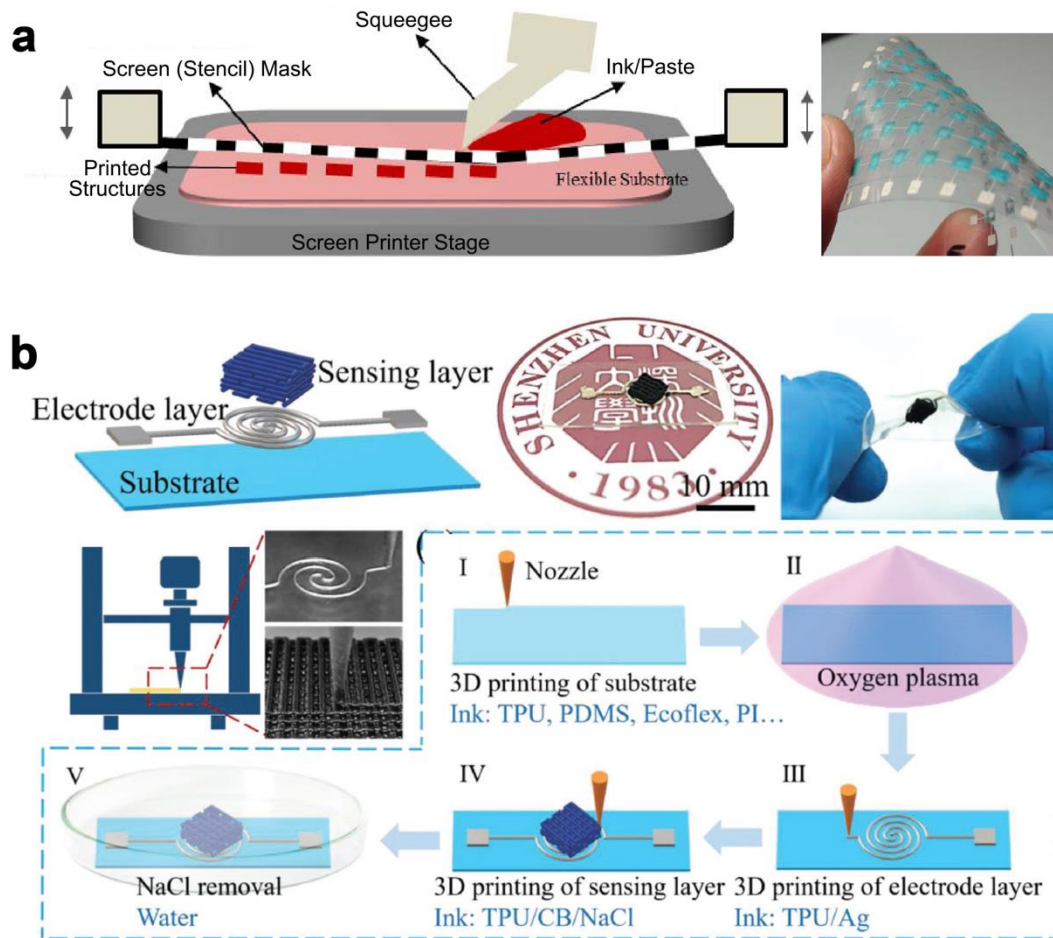 a
Squeegee
Screen (Stencil) Mask
Ink/Paste
Printed
Structures
Flexible Substrate
Screen Printer Stage
b
Sensing layer
Electrode layer
Substrate
SHENZHEN UNIVERSITY
· 1983 ·
10 mm
I
Nozzle
3D printing of substrate
Ink: TPU, PDMS, Ecoflex, PI...
II
Oxygen plasma
V
NaCl removal
Water
IV
3D printing of sensing layer
Ink: TPU/CB/NaCl
III
3D printing of electrode layer
Ink: TPU/Ag